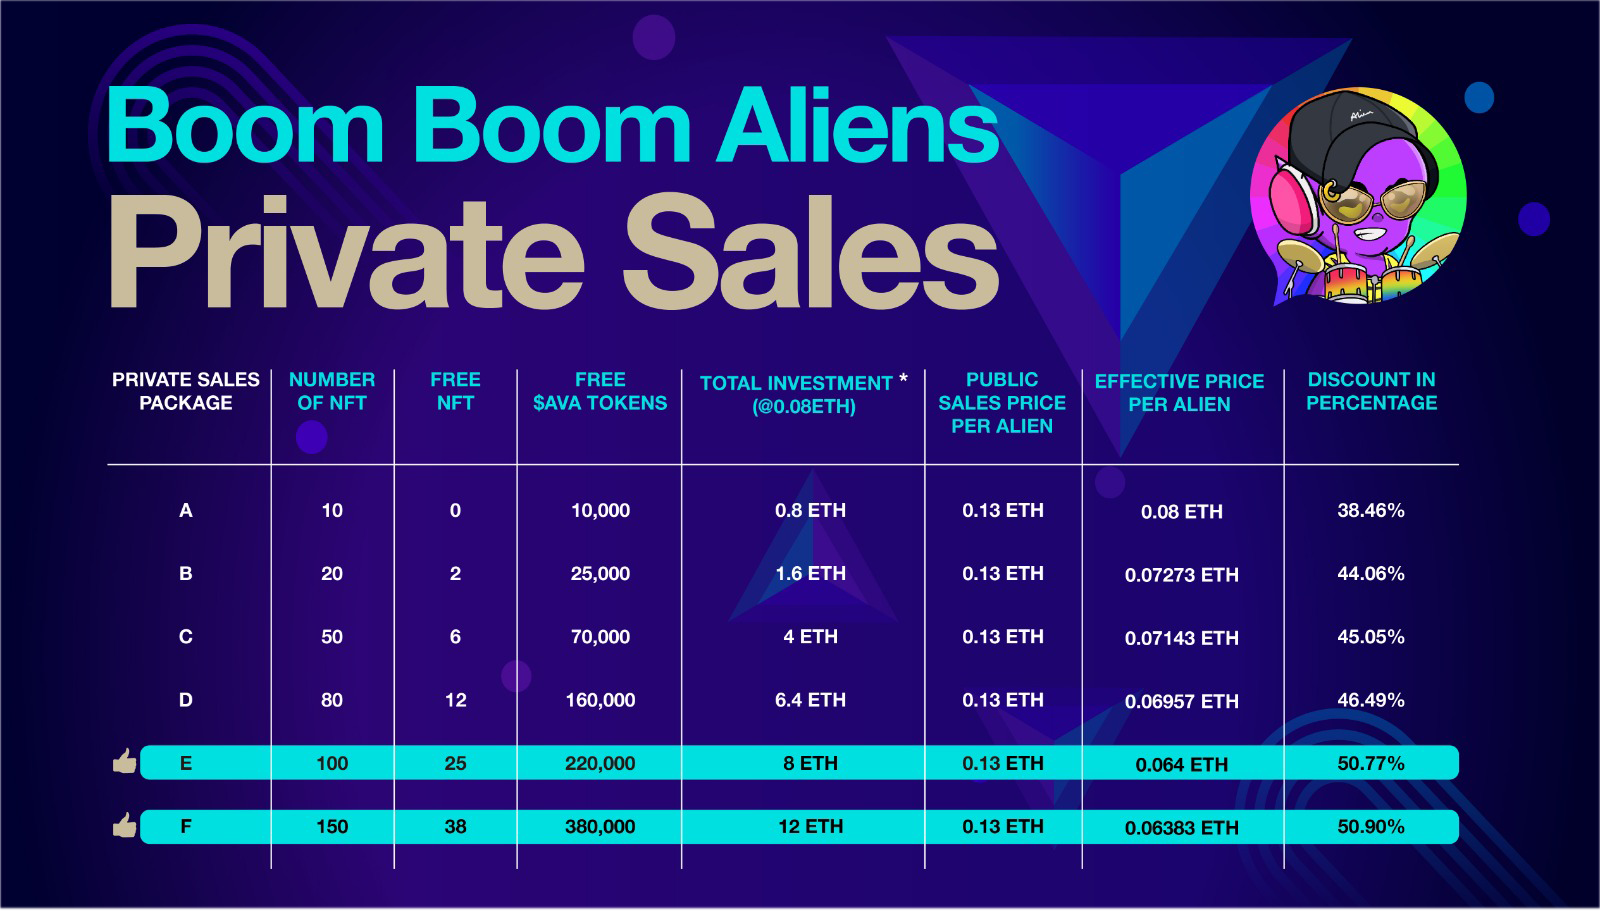 Boom Boom Aliens
Private Sales
Alien
PRIVATE SALES PACKAGE | NUMBER OF NFT | FREE NFT | FREE $AVA TOKENS | TOTAL INVESTMENT * (@0.08ETH) | PUBLIC SALES PRICE PER ALIEN | EFFECTIVE PRICE PER ALIEN | DISCOUNT IN PERCENTAGE
A 10 0 10,000 0.8 ETH 0.13 ETH 0.08 ETH 38.46%
B 20 2 25,000 1.6 ETH 0.13 ETH 0.07273 ETH 44.06%
C 50 6 70,000 4 ETH 0.13 ETH 0.07143 ETH 45.05%
D 80 12 160,000 6.4 ETH 0.13 ETH 0.06957 ETH 46.49%
E 100 25 220,000 8 ETH 0.13 ETH 0.064 ETH 50.77%
F 150 38 380,000 12 ETH 0.13 ETH 0.06383 ETH 50.90%